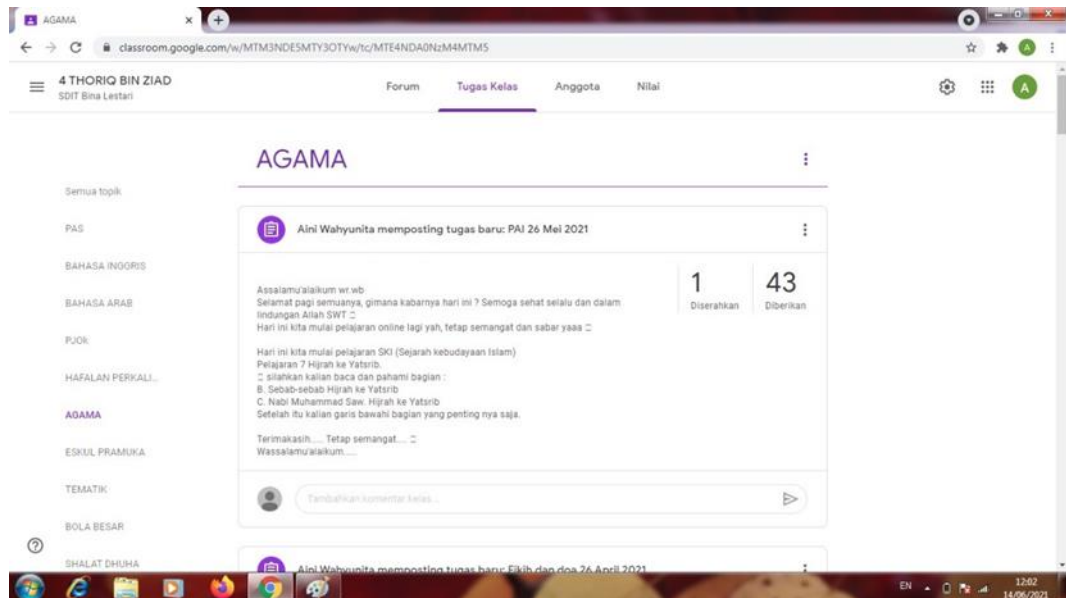 AGAMA
classroom.google.com/w/MTM3NDE5MTY3OTYw/tc/MTE4NDA0NzM4MTM5
A
4 THORIQ BIN ZIAD
SDIT Bina Lestari
Forum
Tugas Kelas
Anggota
Nilai
A
AGAMA
Semua topik
PAS
BAHASA INGGRIS
BAHASA ARAB
PJOK
HAFALAN PERKALI...
AGAMA
ESKUL PRAMUKA
TEMATIK
BOLA BESAR
SHALAT DHUHA
Aini Wahyunita memposting tugas baru: PAI 26 Mei 2021
Assalamu'alaikum wr.wb
Selamat pagi semuanya, gimana kabarnya hari ini ? Semoga sehat selalu dan dalam
lindungan Allah SWT
Hari ini kita mulai pelajaran online lagi yah, tetap semangat dan sabar yaaa
Hari ini kita mulai pelajaran SKI (Sejarah kebudayaan Islam)
Pelajaran 7 Hijrah ke Yatsrib.
silahkan kalian baca dan pahami bagian :
B. Sebab-sebab Hijrah ke Yatsrib
C. Nabi Muhammad Saw. Hijrah ke Yatsrib
Setelah itu kalian garis bawahi bagian yang penting nya saja.
Terimakasih..... Tetap semangat....
Wassalamu'alaikum.....
1
Diserahkan
43
Diberikan
Tambahkan komentar kelas...
Aini Wahyunita memposting tugas baru: Fikih dan doa 26 April 2021
EN
12:02
14/06/2021